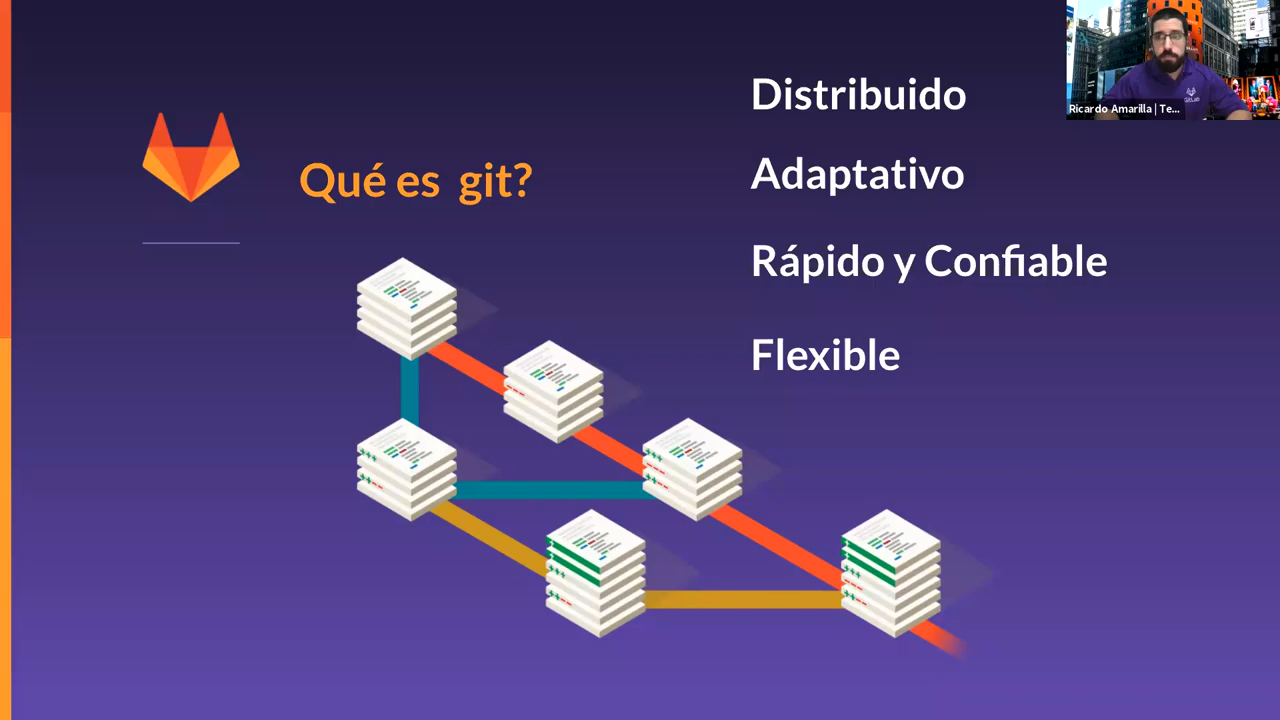 Distribuido
Ricardo Amarilla | Te...
Adaptativo
Qué es git?
Rápido y Confiable
Flexible